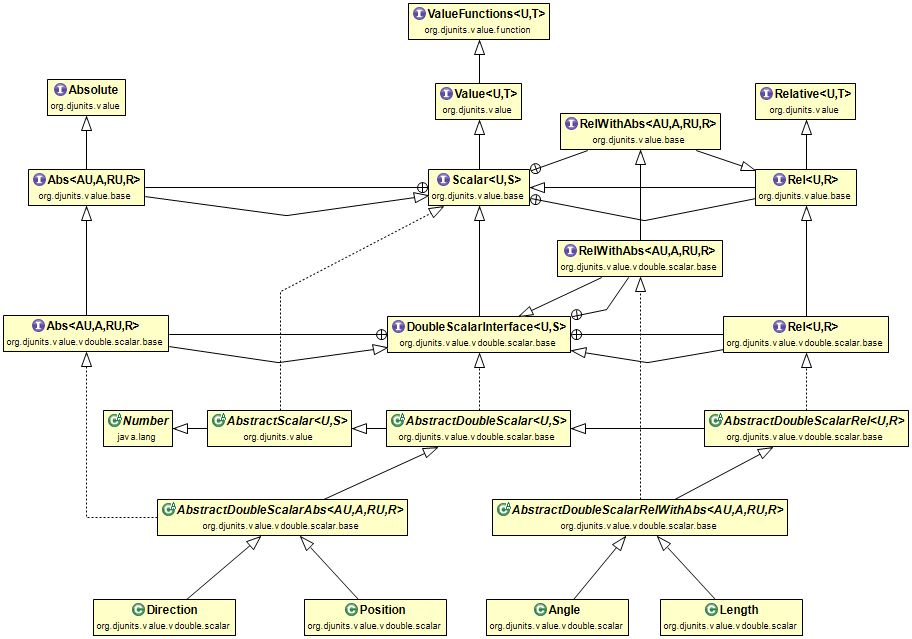 ValueFunctions<U,T>
org.djunits.value.function
Absolute
org.djunits.value
Value<U,T>
org.djunits.value
Relative<U,T>
org.djunits.value
RelWithAbs<AU,A,RU,R>
org.djunits.value.base
Abs<AU,A,RU,R>
org.djunits.value.base
Scalar<U,S>
org.djunits.value.base
Rel<U,R>
org.djunits.value.base
RelWithAbs<AU,A,RU,R>
org.djunits.value.vdouble.scalar.base
Abs<AU,A,RU,R>
org.djunits.value.vdouble.scalar.base
DoubleScalarInterface<U,S>
org.djunits.value.vdouble.scalar.base
Rel<U,R>
org.djunits.value.vdouble.scalar.base
Number
java.lang
AbstractScalar<U,S>
org.djunits.value
AbstractDoubleScalar<U,S>
org.djunits.value.vdouble.scalar.base
AbstractDoubleScalarRel<U,R>
org.djunits.value.vdouble.scalar.base
AbstractDoubleScalarAbs<AU,A,RU,R>
org.djunits.value.vdouble.scalar.base
AbstractDoubleScalarRelWithAbs<AU,A,RU,R>
org.djunits.value.vdouble.scalar.base
Direction
org.djunits.value.vdouble.scalar
Position
org.djunits.value.vdouble.scalar
Angle
org.djunits.value.vdouble.scalar
Length
org.djunits.value.vdouble.scalar